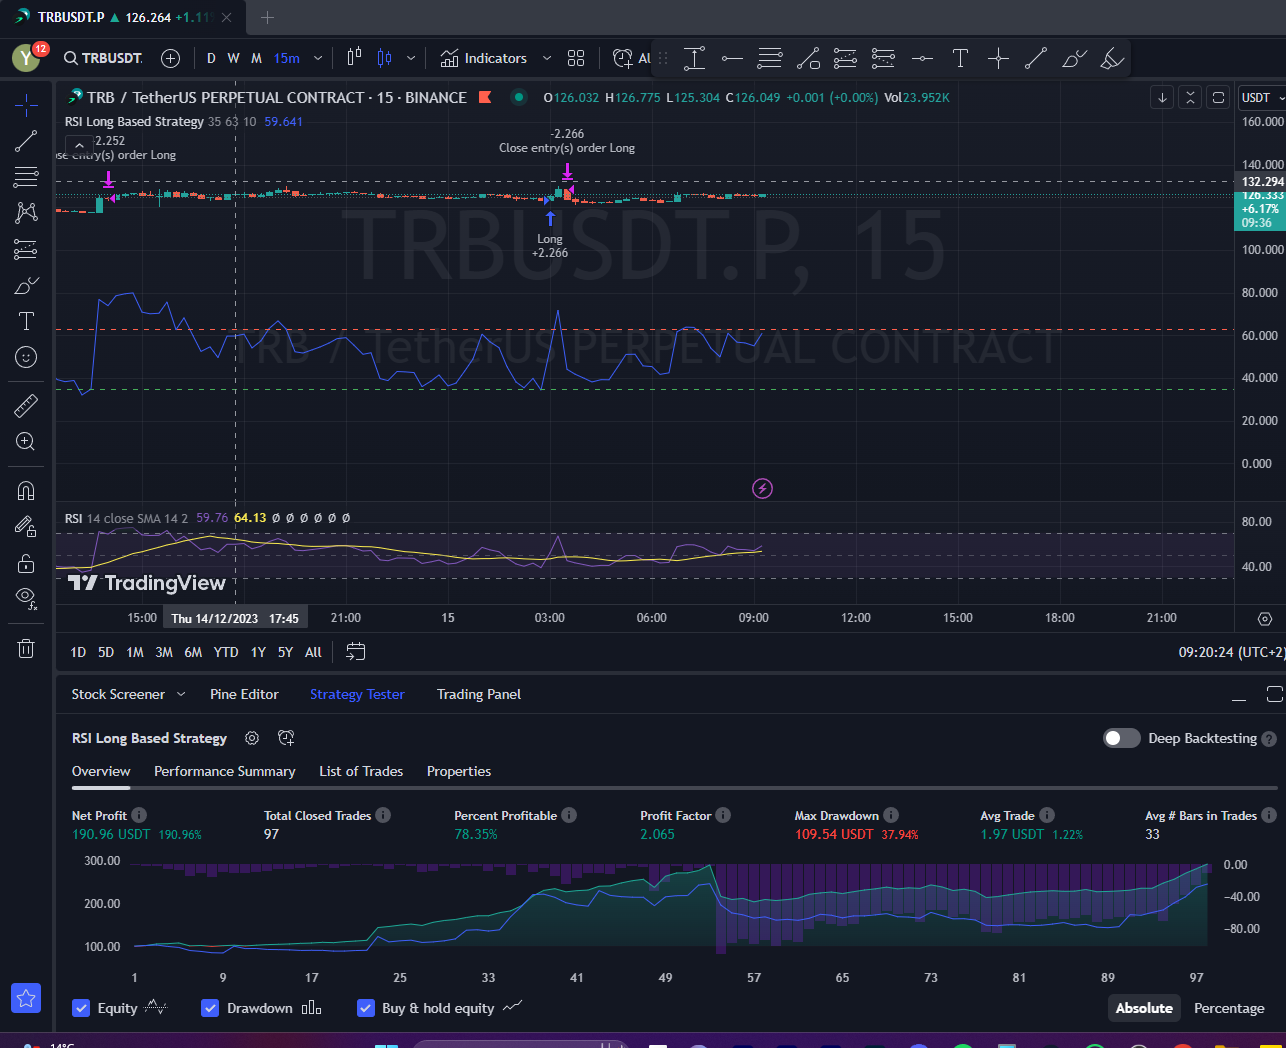 TRBUSDT.P ▲ 126.264 +1.11
Y 12 TRBUSDT. D W M 15m Indicators Al T
TRB / TetherUS PERPETUAL CONTRACT · 15 · BINANCE O126.032 H126.775 L125.304 C126.049 +0.001 (+0.00%) Vol23.952K USDT
RSI Long Based Strategy 35 63 10 59.641
160.000
-2.266
Close entry(s) order Long
2.252
se entry(s) order Long
140.000
132.294
126.333
+6.17%
09:36
TRBUSDT.P, 15
Long
+2.266
100.000
80.000
60.000
TRB / TetherUS PERPETUAL CONTRACT
40.000
20.000
0.000
RSI 14 close SMA 14 2 59.76 64.13 Ø Ø Ø Ø Ø Ø
80.00
40.00
TradingView
15:00 Thu 14/12/2023 17:45 21:00 15 03:00 06:00 09:00 12:00 15:00 18:00 21:00
1D 5D 1M 3M 6M YTD 1Y 5Y All 09:20:24 (UTC+2)
Stock Screener Pine Editor Strategy Tester Trading Panel
RSI Long Based Strategy Deep Backtesting ?
Overview Performance Summary List of Trades Properties
Net Profit Total Closed Trades Percent Profitable Profit Factor Max Drawdown Avg Trade Avg # Bars in Trades
190.96 USDT 190.96% 97 78.35% 2.065 109.54 USDT 37.94% 1.97 USDT 1.22% 33
300.00 0.00
−40.00
200.00
−80.00
100.00
1 9 17 25 33 41 49 57 65 73 81 89 97
Equity Drawdown Buy & hold equity Absolute Percentage
14°C